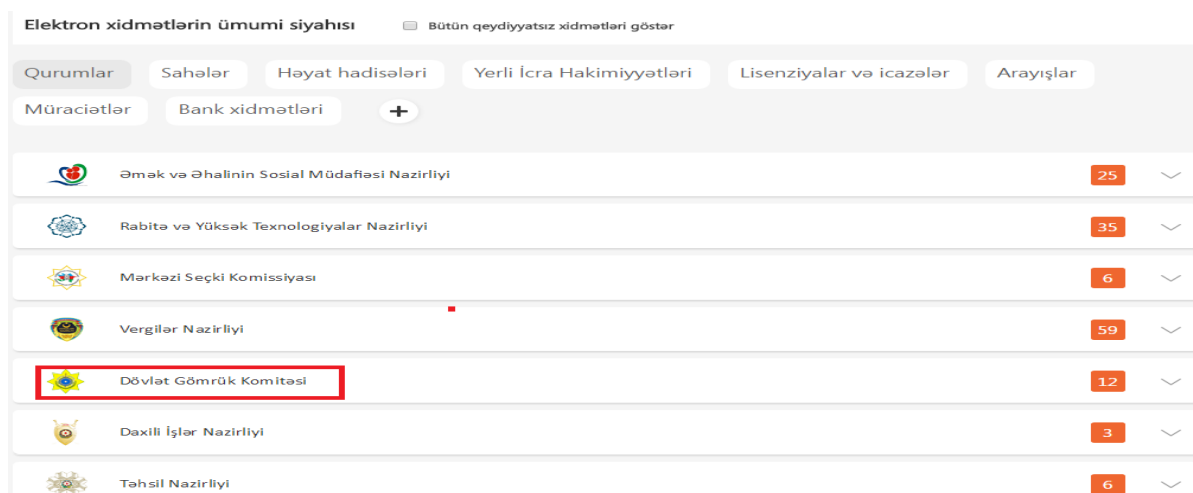 Elektron xidmətlərin ümumi siyahısı Bütün qeydiyyatsız xidmətləri göstər
Qurumlar Sahələr Həyat hadisələri Yerli İcra Hakimiyyətləri Lisenziyalar və icazələr Arayışlar
Müraciətlər Bank xidmətləri +
Əmək və Əhalinin Sosial Müdafiəsi Nazirliyi 25
Rabitə və Yüksək Texnologiyalar Nazirliyi 35
Mərkəzi Seçki Komissiyası 6
Vergilər Nazirliyi 59
Dövlət Gömrük Komitəsi 12
Daxili İşlər Nazirliyi 3
Təhsil Nazirliyi 6